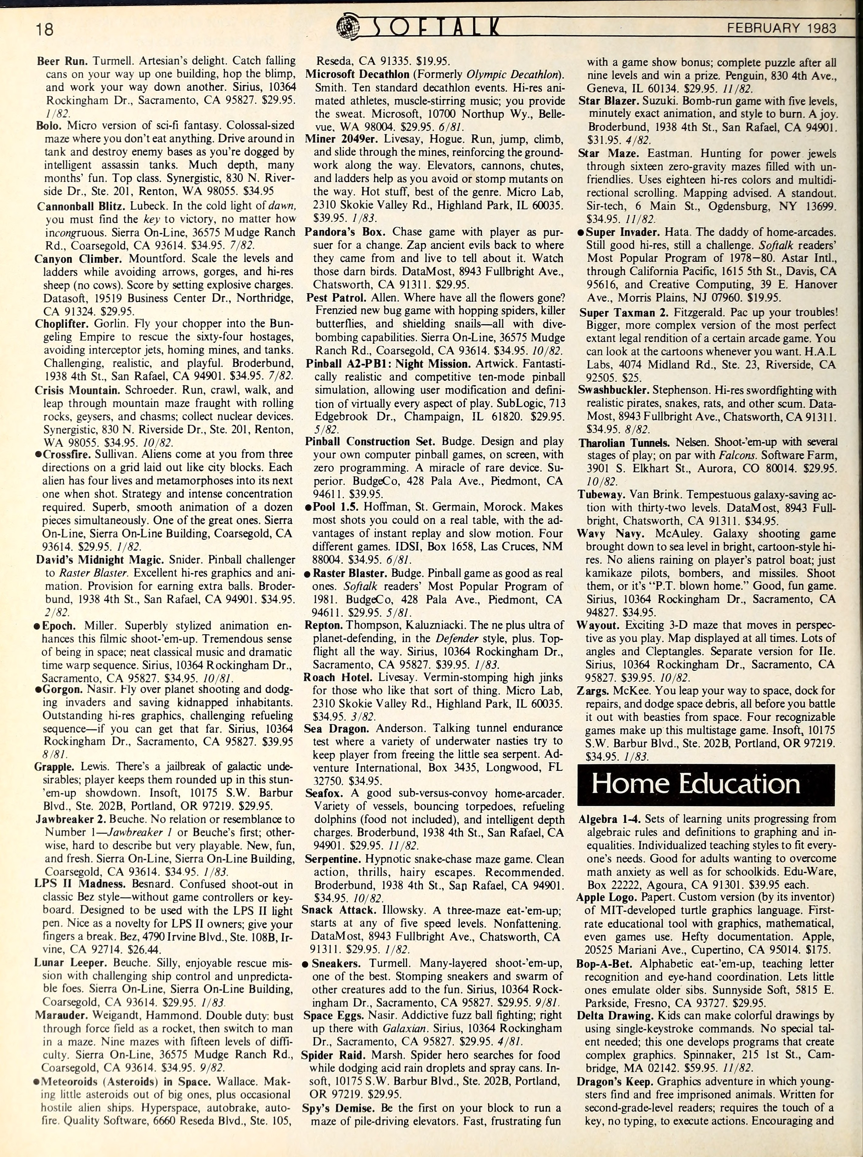 18
SOFTALK
FEBRUARY 1983
Beer Run. Turmell. Artesian's delight. Catch falling
cans on your way up one building, hop the blimp,
and work your way down another. Sirius, 10364
Rockingham Dr., Sacramento, CA 95827. $29.95.
1/82.
Bolo. Micro version of sci-fi fantasy. Colossal-sized
maze where you don't eat anything. Drive around in
tank and destroy enemy bases as you're dogged by
intelligent assassin tanks. Much depth, many
months' fun. Top class. Synergistic, 830 N. River-
side Dr., Ste. 201, Renton, WA 98055. $34.95
Cannonball Blitz. Lubeck. In the cold light of dawn,
you must find the key to victory, no matter how
incongruous. Sierra On-Line, 36575 Mudge Ranch
Rd., Coarsegold, CA 93614. $34.95. 7/82.
Canyon Climber. Mountford. Scale the levels and
ladders while avoiding arrows, gorges, and hi-res
sheep (no cows). Score by setting explosive charges.
Datasoft, 19519 Business Center Dr., Northridge,
CA 91324. $29.95.
Choplifter. Gorlin. Fly your chopper into the Bun-
geling Empire to rescue the sixty-four hostages,
avoiding interceptor jets, homing mines, and tanks.
Challenging, realistic, and playful. Broderbund,
1938 4th St., San Rafael, CA 94901. $34.95. 7/82.
Crisis Mountain. Schroeder. Run, crawl, walk, and
leap through mountain maze fraught with rolling
rocks, geysers, and chasms; collect nuclear devices.
Synergistic, 830 N. Riverside Dr., Ste. 201, Renton,
WA 98055. $34.95. 10/82.
●Crossfire. Sullivan. Aliens come at you from three
directions on a grid laid out like city blocks. Each
alien has four lives and metamorphoses into its next
one when shot. Strategy and intense concentration
required. Superb, smooth animation of a dozen
pieces simultaneously. One of the great ones. Sierra
On-Line, Sierra On-Line Building, Coarsegold, CA
93614. $29.95. 1/82.
David's Midnight Magic. Snider. Pinball challenger
to Raster Blaster. Excellent hi-res graphics and ani-
mation. Provision for earning extra balls. Broder-
bund, 1938 4th St., San Rafael, CA 94901. $34.95.
2/82.
●Epoch. Miller. Superbly stylized animation en-
hances this filmic shoot-'em-up. Tremendous sense
of being in space; neat classical music and dramatic
time warp sequence. Sirius, 10364 Rockingham Dr.,
Sacramento, CA 95827. $34.95. 10/81.
●Gorgon. Nasir. Fly over planet shooting and dodg-
ing invaders and saving kidnapped inhabitants.
Outstanding hi-res graphics, challenging refueling
sequence—if you can get that far. Sirius, 10364
Rockingham Dr., Sacramento, CA 95827. $39.95
8/81.
Grapple. Lewis. There's a jailbreak of galactic unde-
sirables; player keeps them rounded up in this stun-
'em-up showdown. Insoft, 10175 S.W. Barbur
Blvd., Ste. 202B, Portland, OR 97219. $29.95.
Jawbreaker 2. Beuche. No relation or resemblance to
Number 1—Jawbreaker 1 or Beuche's first; other-
wise, hard to describe but very playable. New, fun,
and fresh. Sierra On-Line, Sierra On-Line Building,
Coarsegold, CA 93614. $34.95. 1/83.
LPS II Madness. Besnard. Confused shoot-out in
classic Bez style—without game controllers or key-
board. Designed to be used with the LPS II light
pen. Nice as a novelty for LPS II owners; give your
fingers a break. Bez, 4790 Irvine Blvd., Ste. 108B, Ir-
vine, CA 92714. $26.44.
Lunar Leeper. Beuche. Silly, enjoyable rescue mis-
sion with challenging ship control and unpredicta-
ble foes. Sierra On-Line, Sierra On-Line Building,
Coarsegold, CA 93614. $29.95. 1/83.
Marauder. Weigandt, Hammond. Double duty; bust
through force field as a rocket, then switch to man
in a maze. Nine mazes with fifteen levels of diffi-
culty. Sierra On-Line, 36575 Mudge Ranch Rd.,
Coarsegold, CA 93614. $34.95. 9/82.
●Meteoroids (Asteroids) in Space. Wallace. Mak-
ing little asteroids out of big ones, plus occasional
hostile alien ships. Hyperspace, autobrake, auto-
fire. Quality Software, 6660 Reseda Blvd., Ste. 105,
Reseda, CA 91335. $19.95.
Microsoft Decathlon (Formerly Olympic Decathlon).
Smith. Ten standard decathlon events. Hi-res ani-
mated athletes, muscle-stirring music; you provide
the sweat. Microsoft, 10700 Northup Wy., Belle-
vue, WA 98004. $29.95. 6/81.
Miner 2049er. Livesay, Hogue. Run, jump, climb,
and slide through the mines, reinforcing the ground-
work along the way. Elevators, cannons, chutes,
and ladders help as you avoid or stomp mutants on
the way. Hot stuff, best of the genre. Micro Lab,
2310 Skokie Valley Rd., Highland Park, IL 60035.
$39.95. 1/83.
Pandora's Box. Chase game with player as pur-
suer for a change. Zap ancient evils back to where
they came from and live to tell about it. Watch
those darn birds. DataMost, 8943 Fullbright Ave.,
Chatsworth, CA 91311. $29.95.
Pest Patrol. Allen. Where have all the flowers gone?
Frenzied new bug game with hopping spiders, killer
butterflies, and shielding snails—all with dive-
bombing capabilities. Sierra On-Line, 36575 Mudge
Ranch Rd., Coarsegold, CA 93614. $34.95. 10/82.
Pinball A2-PB1: Night Mission. Artwick. Fantasti-
cally realistic and competitive ten-mode pinball
simulation, allowing user modification and defini-
tion of virtually every aspect of play. SubLogic, 713
Edgebrook Dr., Champaign, IL 61820. $29.95.
5/82.
Pinball Construction Set. Budge. Design and play
your own computer pinball games, on screen, with
zero programming. A miracle of rare device. Su-
perior. BudgeCo, 428 Pala Ave., Piedmont, CA
94611. $39.95.
●Pool 1.5. Hoffman, St. Germain, Morock. Makes
most shots you could on a real table, with the ad-
vantages of instant replay and slow motion. Four
different games. IDSI, Box 1658, Las Cruces, NM
88004. $34.95. 6/81.
●Raster Blaster. Budge. Pinball game as good as real
ones. Softalk readers' Most Popular Program of
1981. BudgeCo, 428 Pala Ave., Piedmont, CA
94611. $29.95. 5/81.
Repton. Thompson, Kaluzniacki. The ne plus ultra of
planet-defending, in the Defender style, plus. Top-
flight all the way. Sirius, 10364 Rockingham Dr.,
Sacramento, CA 95827. $39.95. 1/83.
Roach Hotel. Livesay. Vermin-stomping high jinks
for those who like that sort of thing. Micro Lab,
2310 Skokie Valley Rd., Highland Park, IL 60035.
$34.95. 3/82.
Sea Dragon. Anderson. Talking tunnel endurance
test where a variety of underwater nasties try to
keep player from freeing the little sea serpent. Ad-
venture International, Box 3435, Longwood, FL
32750. $34.95.
Seafox. A good sub-versus-convoy home-arcader.
Variety of vessels, bouncing torpedoes, refueling
dolphins (food not included), and intelligent depth
charges. Broderbund, 1938 4th St., San Rafael, CA
94901. $29.95. 11/82.
Serpentine. Hypnotic snake-chase maze game. Clean
action, thrills, hairy escapes. Recommended.
Broderbund, 1938 4th St., San Rafael, CA 94901.
$34.95. 10/82.
Snack Attack. Illowsky. A three-maze eat-'em-up;
starts at any of five speed levels. Nonfattening.
DataMost, 8943 Fullbright Ave., Chatsworth, CA
91311. $29.95. 1/82.
●Sneakers. Turmell. Many-layered shoot-'em-up,
one of the best. Stomping sneakers and swarm of
other creatures add to the fun. Sirius, 10364 Rock-
ingham Dr., Sacramento, CA 95827. $29.95. 9/81.
Space Eggs. Nasir. Addictive fuzz ball fighting; right
up there with Galaxian. Sirius, 10364 Rockingham
Dr., Sacramento, CA 95827. $29.95. 4/81.
Spider Raid. Marsh. Spider hero searches for food
while dodging acid rain droplets and spray cans. In-
soft, 10175 S.W. Barbur Blvd., Ste. 202B, Portland,
OR 97219. $29.95.
Spy's Demise. Be the first on your block to run a
maze of pile-driving elevators. Fast, frustrating fun
with a game show bonus; complete puzzle after all
nine levels and win a prize. Penguin, 830 4th Ave.,
Geneva, IL 60134. $29.95. 11/82.
Star Blazer. Suzuki. Bomb-run game with five levels,
minutely exact animation, and style to burn. A joy.
Broderbund, 1938 4th St., San Rafael, CA 94901.
$31.95. 4/82.
Star Maze. Eastman. Hunting for power jewels
through sixteen zero-gravity mazes filled with un-
friendlies. Uses eighteen hi-res colors and multidi-
rectional scrolling. Mapping advised. A standout.
Sir-tech, 6 Main St., Ogdensburg, NY 13699.
$34.95. 11/82.
●Super Invader. Hata. The daddy of home-arcades.
Still good hi-res, still a challenge. Softalk readers'
Most Popular Program of 1978–80. Astar Intl.,
through California Pacific, 1615 5th St., Davis, CA
95616, and Creative Computing, 39 E. Hanover
Ave., Morris Plains, NJ 07960. $19.95.
Super Taxman 2. Fitzgerald. Pac up your troubles!
Bigger, more complex version of the most perfect
extant legal rendition of a certain arcade game. You
can look at the cartoons whenever you want. H.A.L
Labs, 4074 Midland Rd., Ste. 23, Riverside, CA
92505. $25.
Swashbuckler. Stephenson. Hi-res swordfighting with
realistic pirates, snakes, rats, and other scum. Data-
Most, 8943 Fullbright Ave., Chatsworth, CA 91311.
$34.95. 8/82.
Tharolian Tunnels. Nelsen. Shoot-'em-up with several
stages of play; on par with Falcons. Software Farm,
3901 S. Elkhart St., Aurora, CO 80014. $29.95.
10/82.
Tubeway. Van Brink. Tempestuous galaxy-saving ac-
tion with thirty-two levels. DataMost, 8943 Full-
bright, Chatsworth, CA 91311. $34.95.
Wavy Navy. McAuley. Galaxy shooting game
brought down to sea level in bright, cartoon-style hi-
res. No aliens raining on player's patrol boat; just
kamikaze pilots, bombers, and missiles. Shoot
them, or it's "P.T. blown home." Good, fun game.
Sirius, 10364 Rockingham Dr., Sacramento, CA
94827. $34.95.
Wayout. Exciting 3-D maze that moves in perspec-
tive as you play. Map displayed at all times. Lots of
angles and Cleptangles. Separate version for IIe.
Sirius, 10364 Rockingham Dr., Sacramento, CA
95827. $39.95. 10/82.
Zargs. McKee. You leap your way to space, dock for
repairs, and dodge space debris, all before you battle
it out with beasties from space. Four recognizable
games make up this multistage game. Insoft, 10175
S.W. Barbur Blvd., Ste. 202B, Portland, OR 97219.
$34.95. 1/83.
Home Education
Algebra 1-4. Sets of learning units progressing from
algebraic rules and definitions to graphing and in-
equalities. Individualized teaching styles to fit every-
one's needs. Good for adults wanting to overcome
math anxiety as well as for schoolkids. Edu-Ware,
Box 22222, Agoura, CA 91301. $39.95 each.
Apple Logo. Papert. Custom version (by its inventor)
of MIT-developed turtle graphics language. First-
rate educational tool with graphics, mathematical,
even games use. Hefty documentation. Apple,
20525 Mariani Ave., Cupertino, CA 95014. $175.
Bop-A-Bet. Alphabetic eat-'em-up, teaching letter
recognition and eye-hand coordination. Lets little
ones emulate older sibs. Sunnyside Soft, 5815 E.
Parkside, Fresno, CA 93727. $29.95.
Delta Drawing. Kids can make colorful drawings by
using single-keystroke commands. No special tal-
ent needed; this one develops programs that create
complex graphics. Spinnaker, 215 1st St., Cam-
bridge, MA 02142. $59.95. 11/82.
Dragon's Keep. Graphics adventure in which young-
sters find and free imprisoned animals. Written for
second-grade-level readers; requires the touch of a
key, no typing, to execute actions. Encouraging and